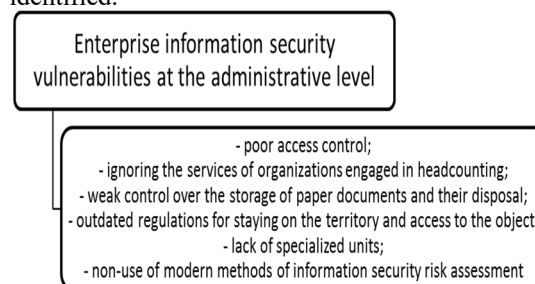 identified.
Enterprise information security
vulnerabilities at the administrative level
- poor access control;
- ignoring the services of organizations engaged in headcounting;
- weak control over the storage of paper documents and their disposal;
- outdated regulations for staying on the territory and access to the object
- lack of specialized units;
- non-use of modern methods of information security risk assessment